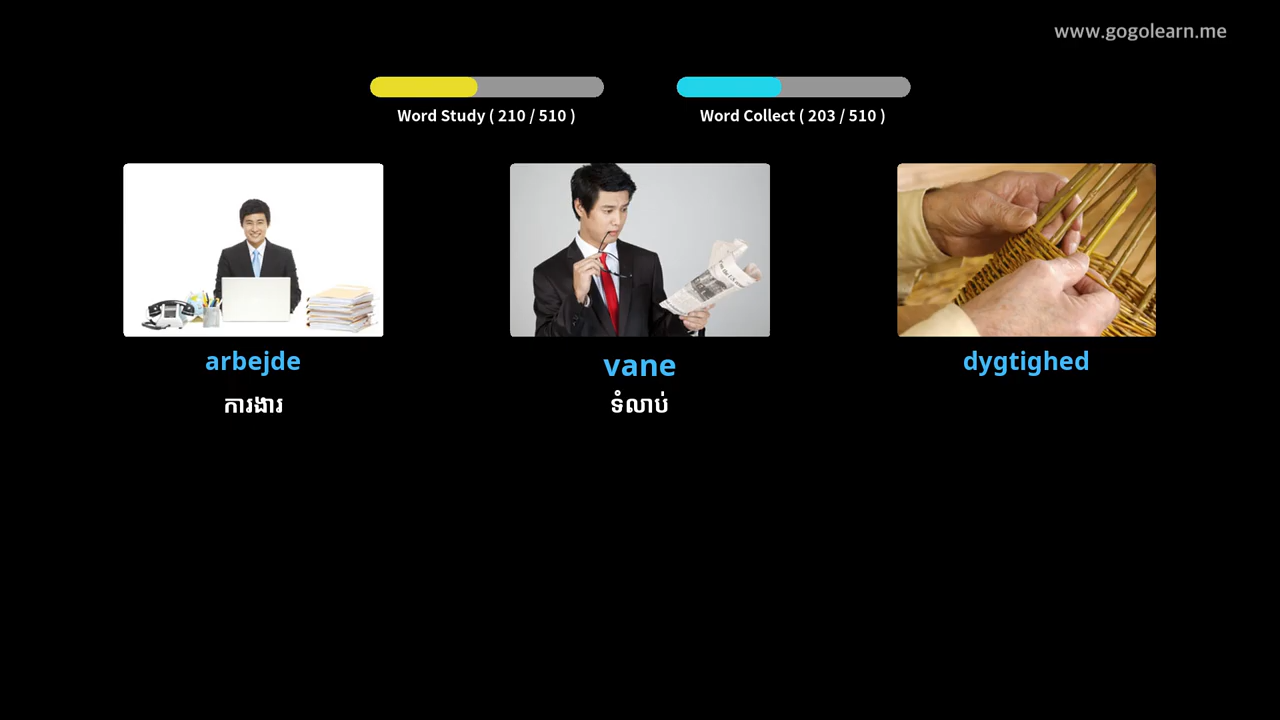 www.gogolearn.me
Word Study ( 210 / 510 )
Word Collect ( 203 / 510 )
arbejde
vane
dygtighed
ការងារ
ទំលាប់